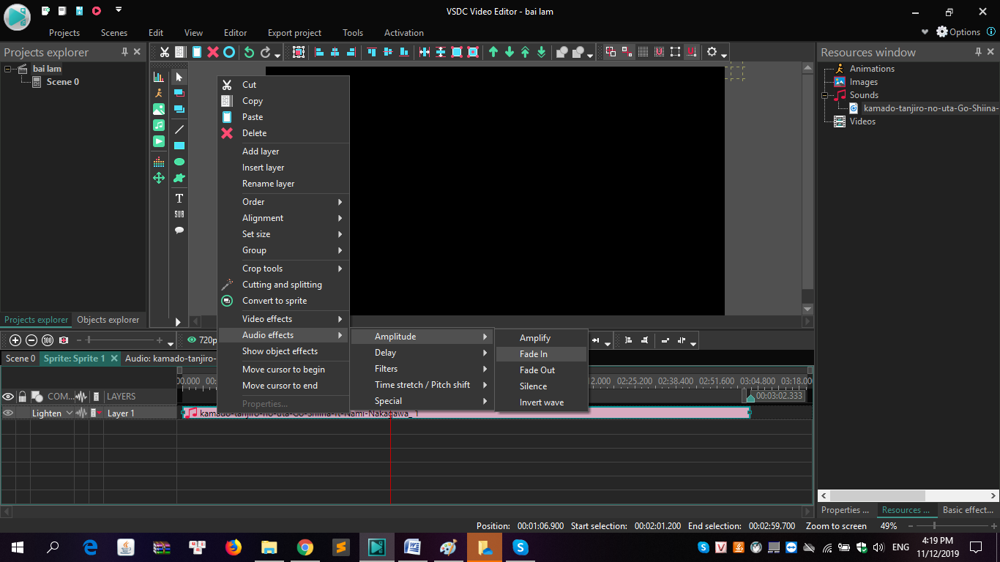 VSDC Video Editor - bai lam
Projects Scenes Edit View Editor Export project Tools Activation
Options
Projects explorer
bai lam
Scene 0
Projects explorer Objects explorer
T
SUB
Cut
Copy
Paste
Delete
Add layer
Insert layer
Rename layer
Order
Alignment
Set size
Group
Crop tools
Cutting and splitting
Convert to sprite
Video effects
Audio effects
Show object effects
Move cursor to begin
Move cursor to end
Properties...
Amplitude
Delay
Filters
Time stretch / Pitch shift
Special
Amplify
Fade In
Fade Out
Silence
Invert wave
Resources window
Animations
Images
Sounds
kamado-tanjiro-no-uta-Go-Shiina-
Videos
Properties ... Resources ... Basic effect...
100 720p
Scene 0 Sprite: Sprite 1 Audio: kamado-tanjiro-
00.000 00: 12.000 02:25.200 02:38.400 02:51.600 03:04.800 03:18.0
00:03:02.333
COM... LAYERS
Lighten Layer 1 kamado-tanjiro-no-uta-Go-Shiina-ft-Nami-Nakagawa_ 1
Position: 00:01:06.900 Start selection: 00:02:01.200 End selection: 00:02:59.700 Zoom to screen 49%
ENG
4:19 PM
11/12/2019